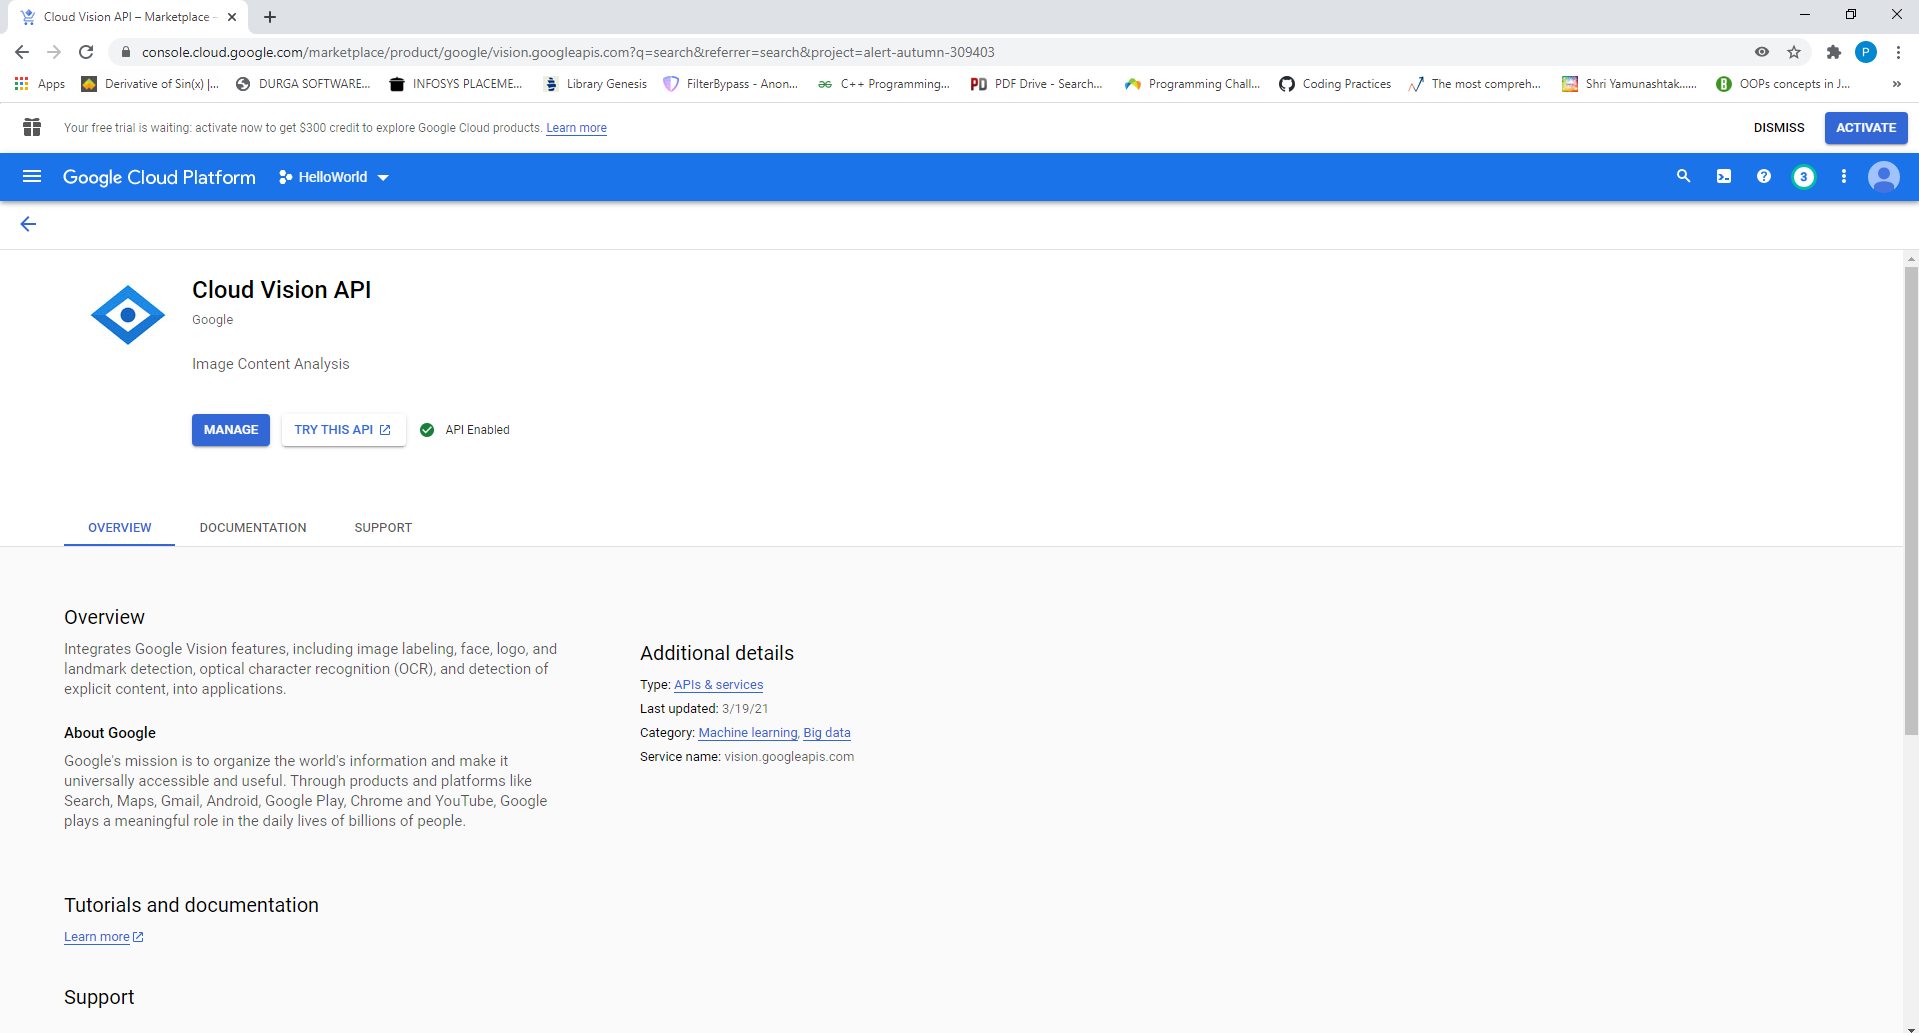 Cloud Vision API – Marketplace -
console.cloud.google.com/marketplace/product/google/vision.googleapis.com?q=search&referrer=search&project=alert-autumn-309403
P
Apps Derivative of Sin(x) |... DURGA SOFTWARE... INFOSYS PLACEME... Library Genesis FilterBypass - Anon... C++ Programming... PD PDF Drive - Search... Programming Chall... Coding Practices The most compreh... Shri Yamunashtak...... OOPs concepts in J... »
Your free trial is waiting: activate now to get $300 credit to explore Google Cloud products. Learn more DISMISS ACTIVATE
Google Cloud Platform HelloWorld 3
Cloud Vision API
Google
Image Content Analysis
MANAGE TRY THIS API API Enabled
OVERVIEW DOCUMENTATION SUPPORT
Overview
Integrates Google Vision features, including image labeling, face, logo, and
landmark detection, optical character recognition (OCR), and detection of
explicit content, into applications.
About Google
Google's mission is to organize the world's information and make it
universally accessible and useful. Through products and platforms like
Search, Maps, Gmail, Android, Google Play, Chrome and YouTube, Google
plays a meaningful role in the daily lives of billions of people.
Additional details
Type: APIs & services
Last updated: 3/19/21
Category: Machine learning, Big data
Service name: vision.googleapis.com
Tutorials and documentation
Learn more
Support